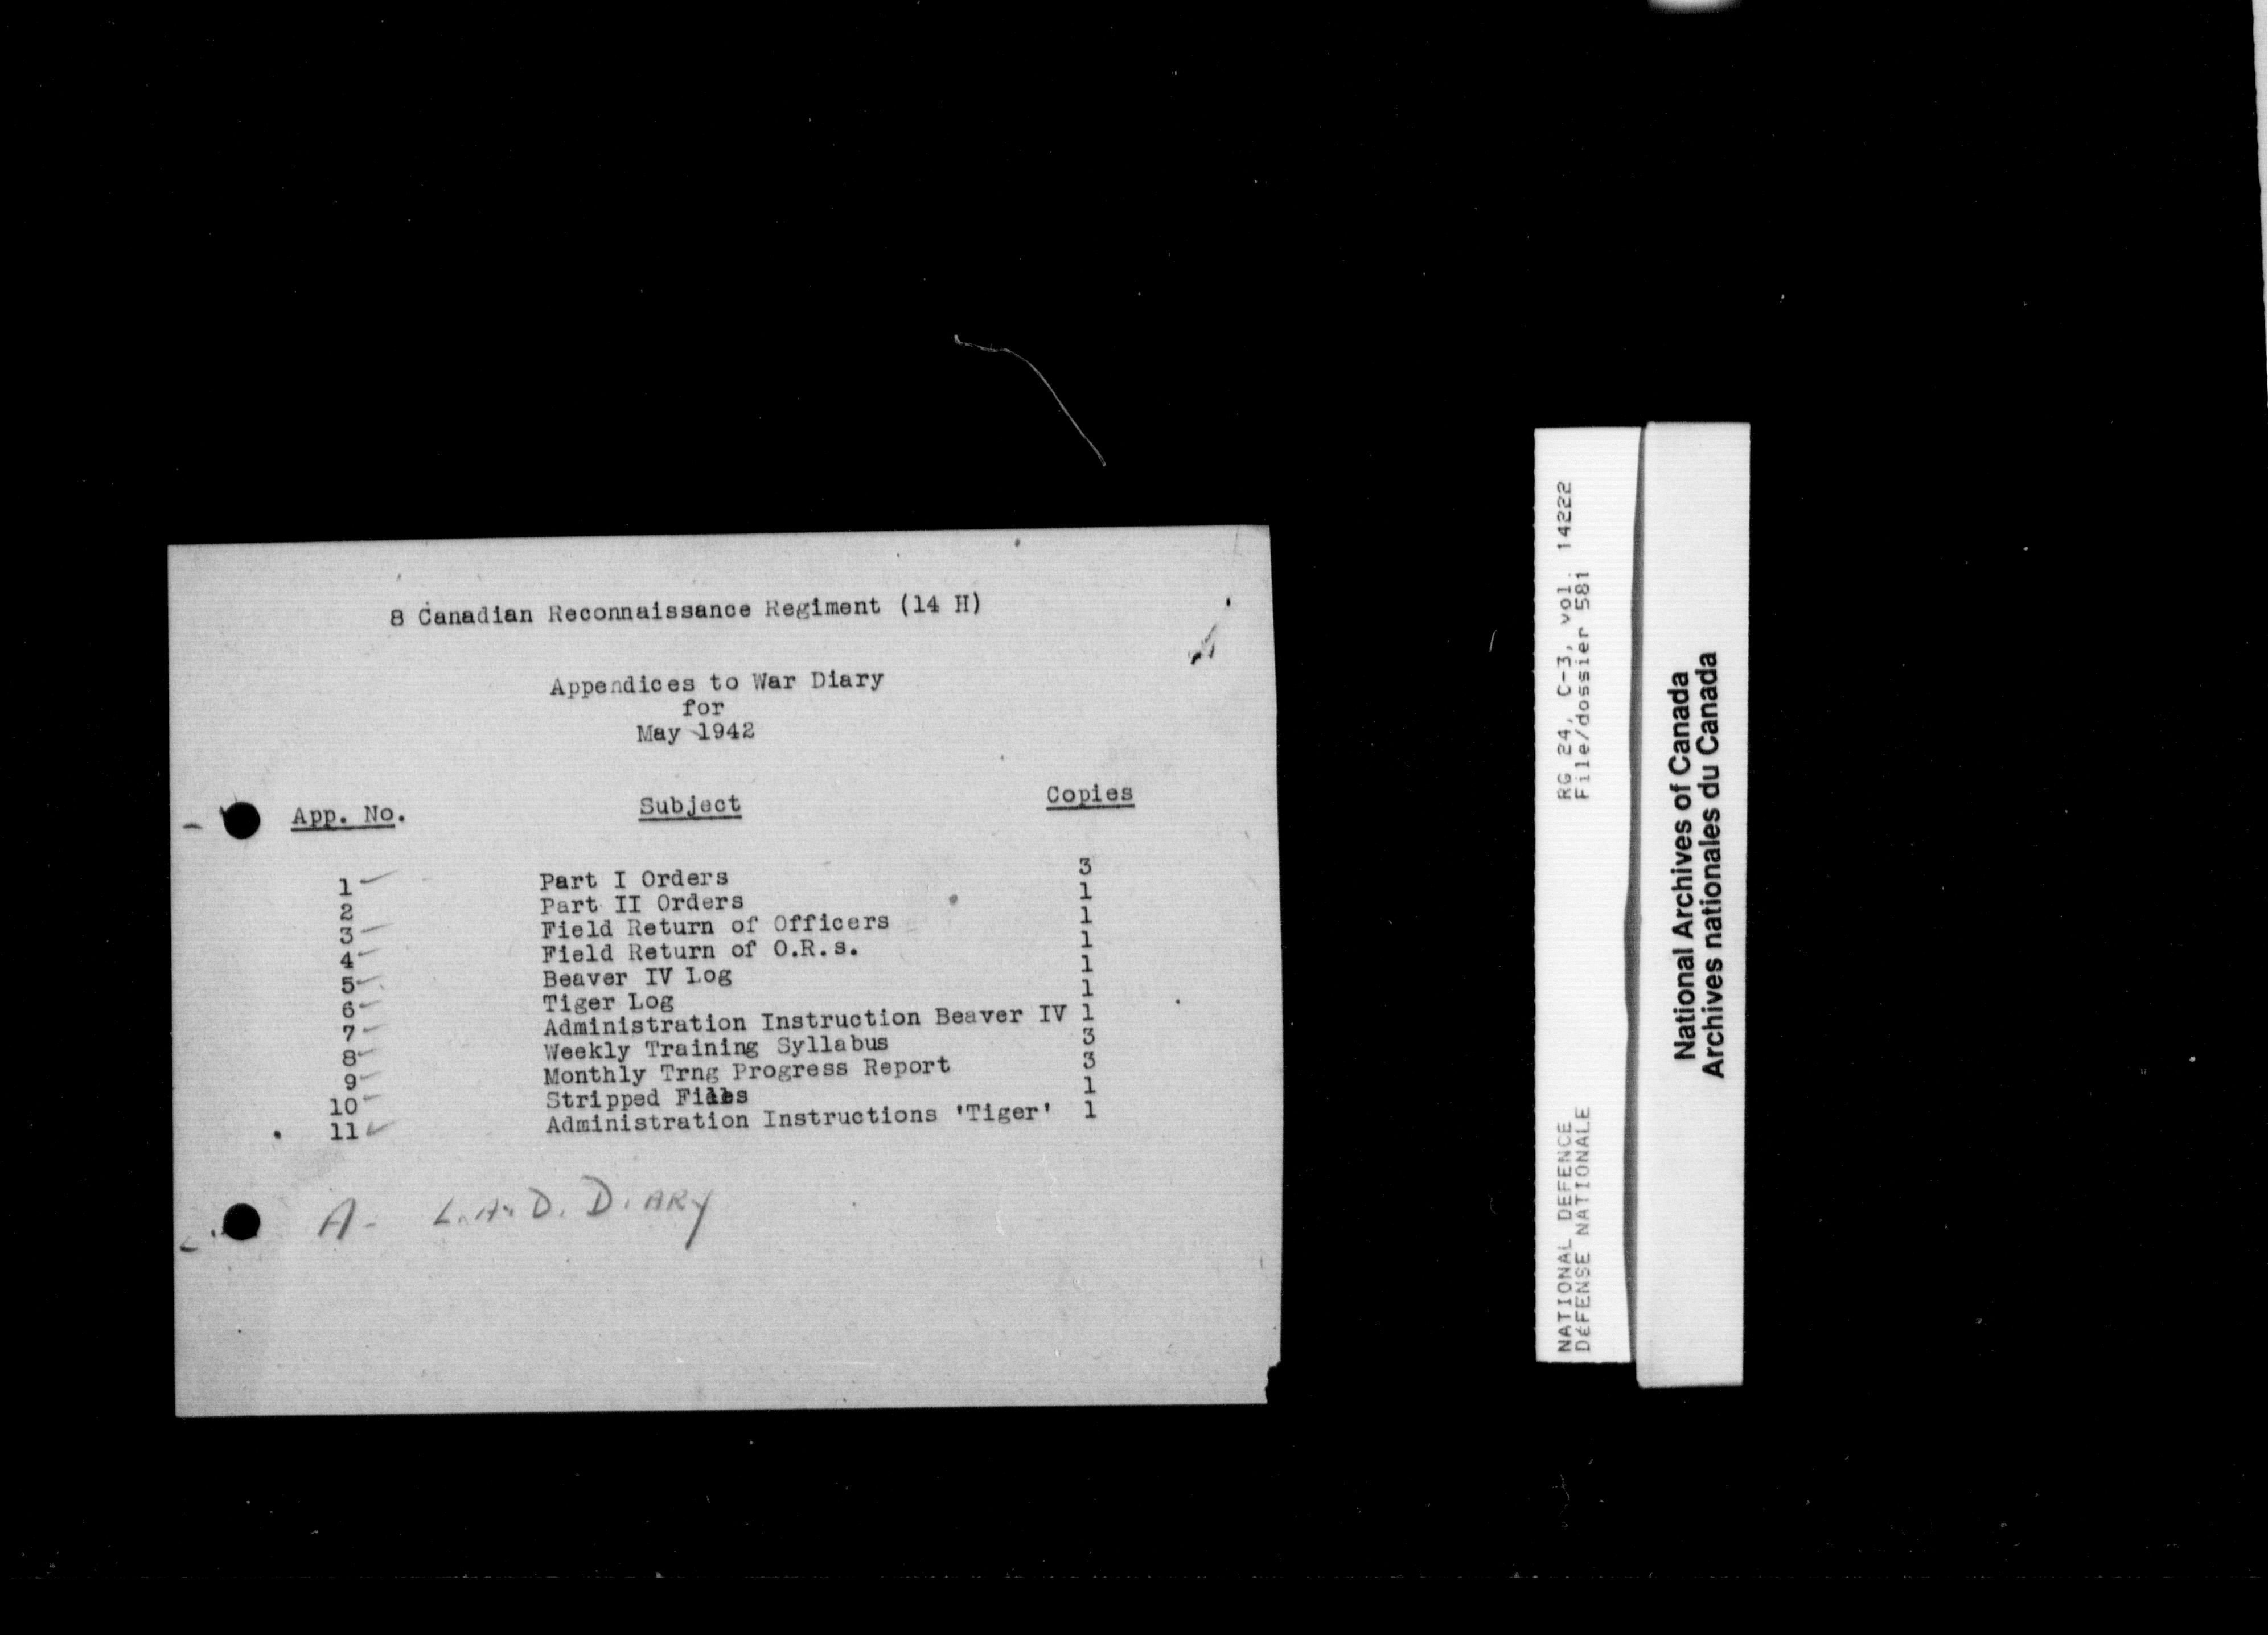 8 Canadian Reconnaissance Regiment (14 H)
Appendices to War Diary
for
May 1942
App. No. Subject Copies
1 Part I Orders 3
2 Part II Orders 1
3 Field Return of Officers 1
4 Field Return of O.R.s. 1
5 Beaver IV Log 1
6 Tiger Log 1
7 Administration Instruction Beaver IV 1
8 Weekly Training Syllabus 3
9 Monthly Trng Progress Report 3
10 Stripped Files 1
11 Administration Instructions 'Tiger' 1
A - L.A.D. DIARY
NATIONAL DEFENCE RG 24, C-3, vol. 14222
DéFENSE NATIONALE File/dossier 581
National Archives of Canada
Archives nationales du Canada